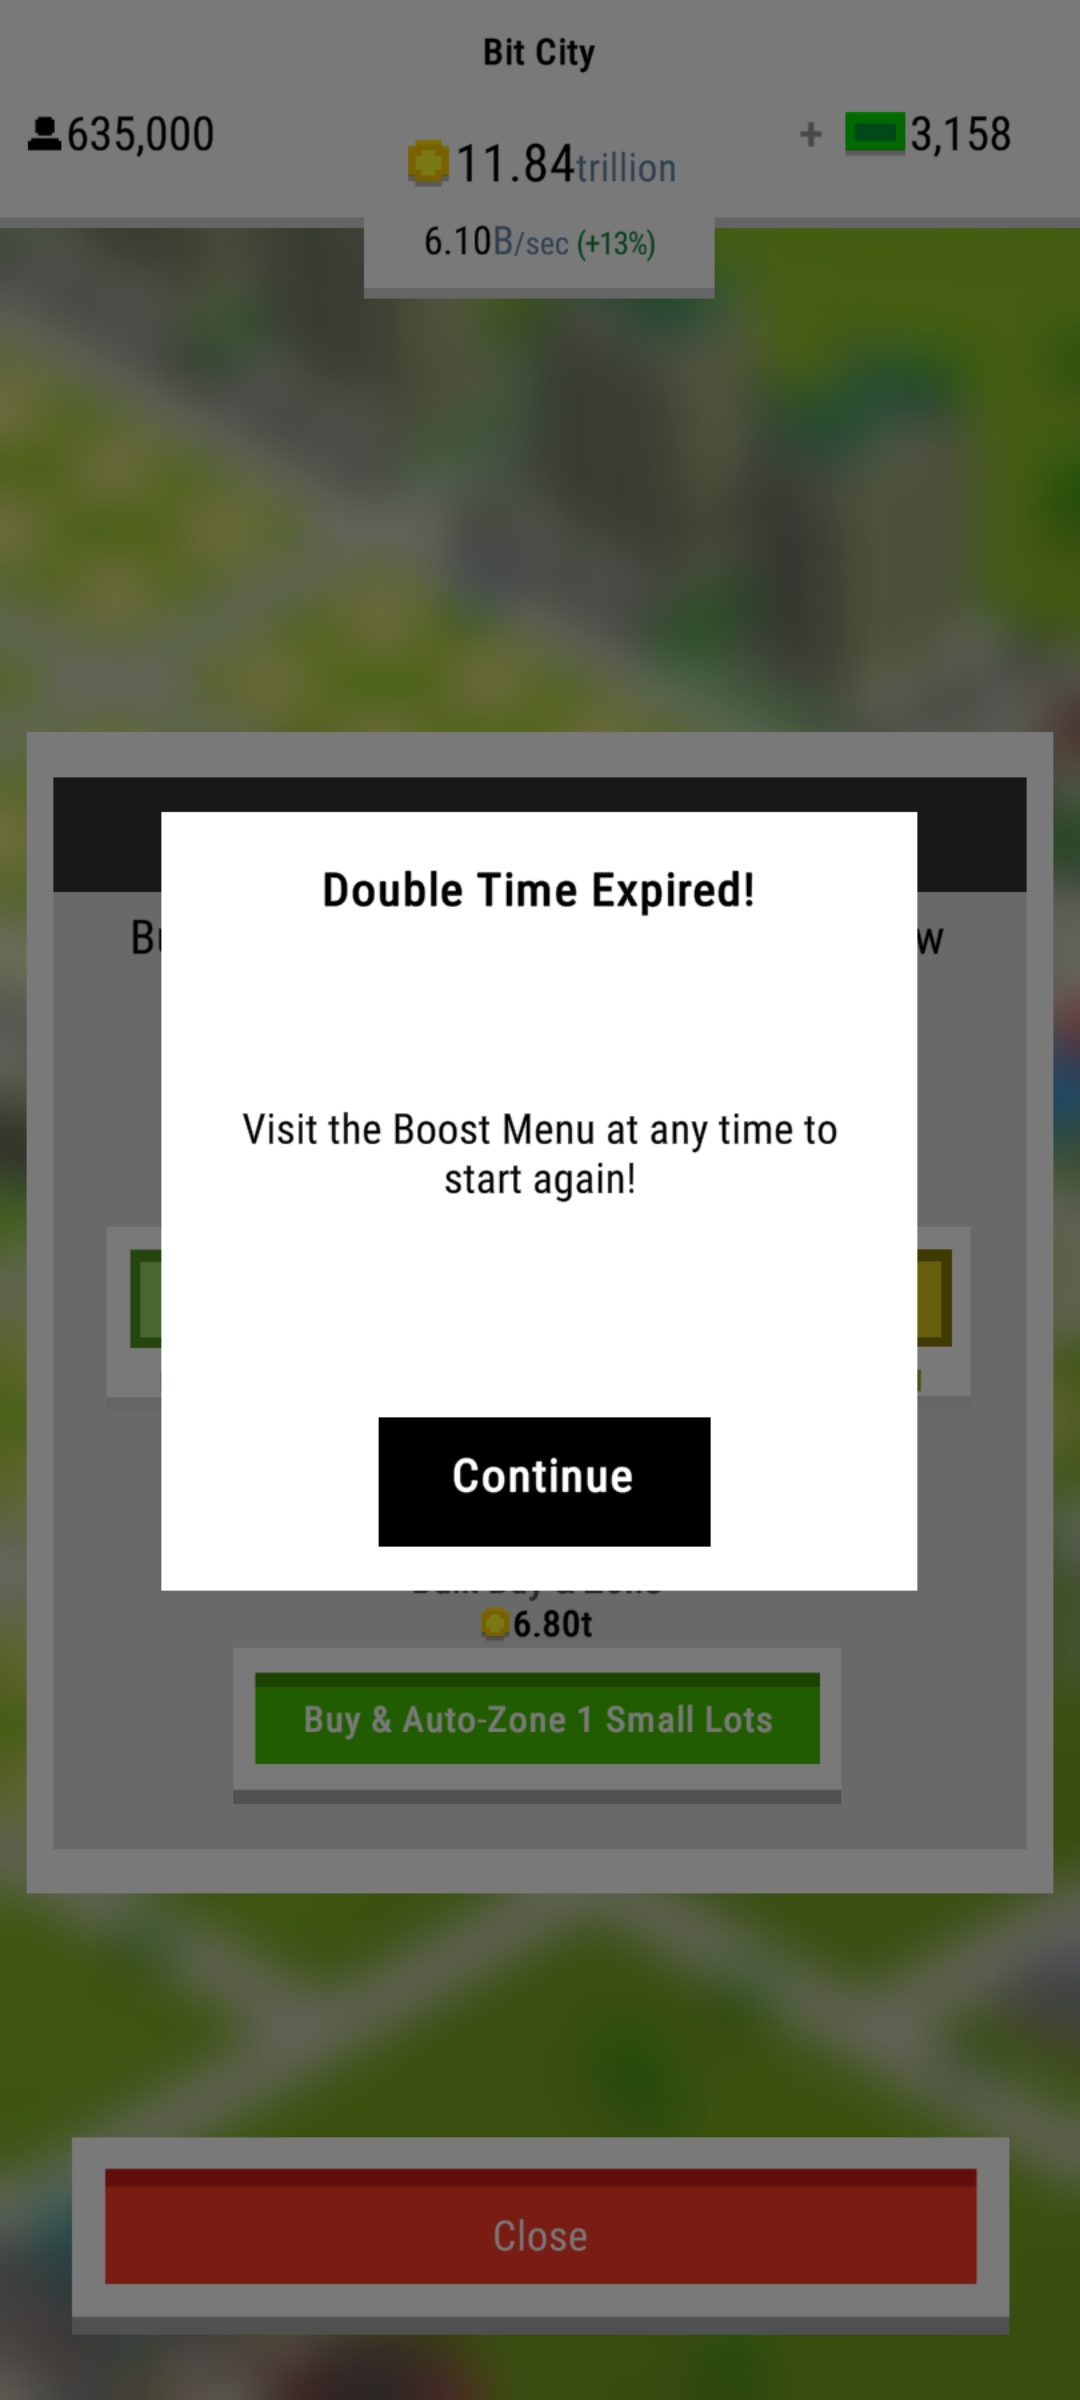 Bit City
635,000
11.84trillion
+ 3,158
6.10B/sec (+13%)
Double Time Expired!
Visit the Boost Menu at any time to
start again!
Continue
6.80t
Buy & Auto-Zone 1 Small Lots
Close